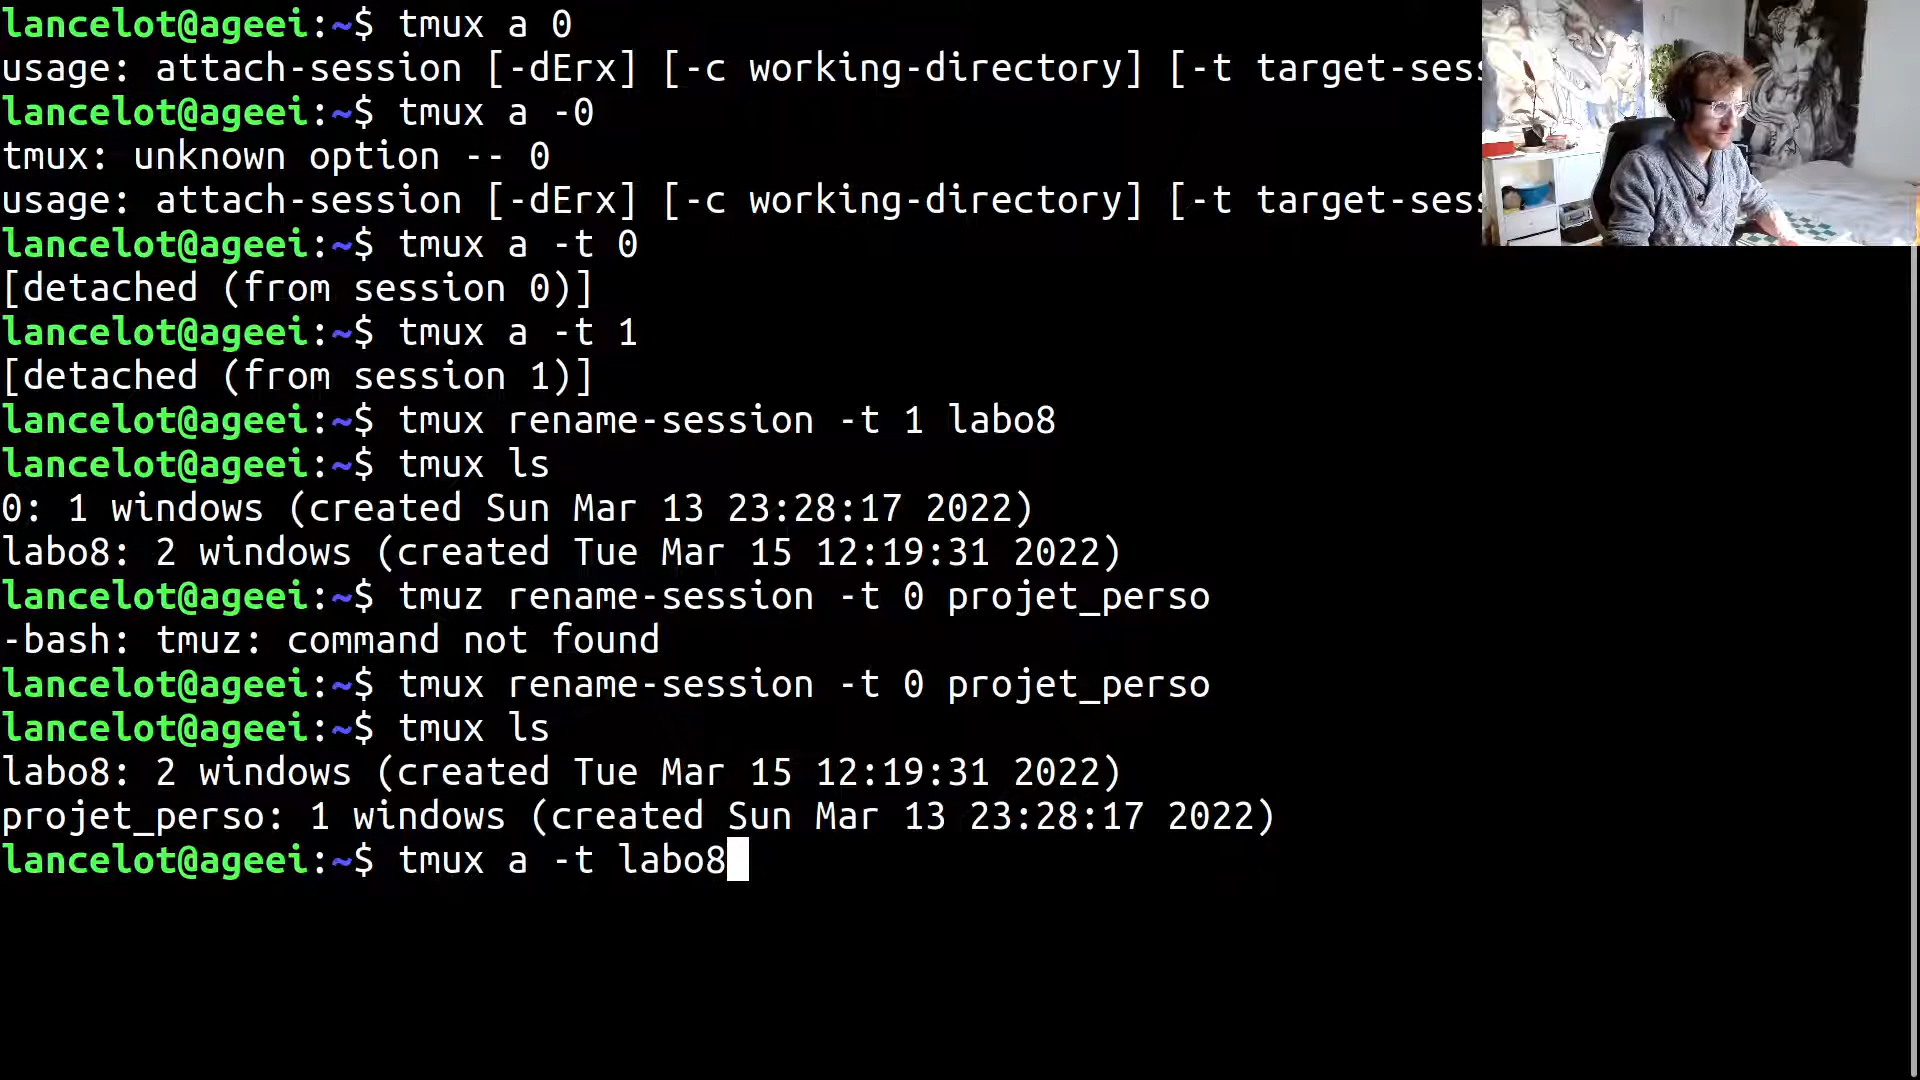 lancelot@ageei:~$ tmux a 0
usage: attach-session [-dErx] [-c working-directory] [-t target-sess
lancelot@ageei:~$ tmux a -0
tmux: unknown option -- 0
usage: attach-session [-dErx] [-c working-directory] [-t target-sess
lancelot@ageei:~$ tmux a -t 0
[detached (from session 0)]
lancelot@ageei:~$ tmux a -t 1
[detached (from session 1)]
lancelot@ageei:~$ tmux rename-session -t 1 labo8
lancelot@ageei:~$ tmux ls
0: 1 windows (created Sun Mar 13 23:28:17 2022)
labo8: 2 windows (created Tue Mar 15 12:19:31 2022)
lancelot@ageei:~$ tmuz rename-session -t 0 projet_perso
-bash: tmuz: command not found
lancelot@ageei:~$ tmux rename-session -t 0 projet_perso
lancelot@ageei:~$ tmux ls
labo8: 2 windows (created Tue Mar 15 12:19:31 2022)
projet_perso: 1 windows (created Sun Mar 13 23:28:17 2022)
lancelot@ageei:~$ tmux a -t labo8